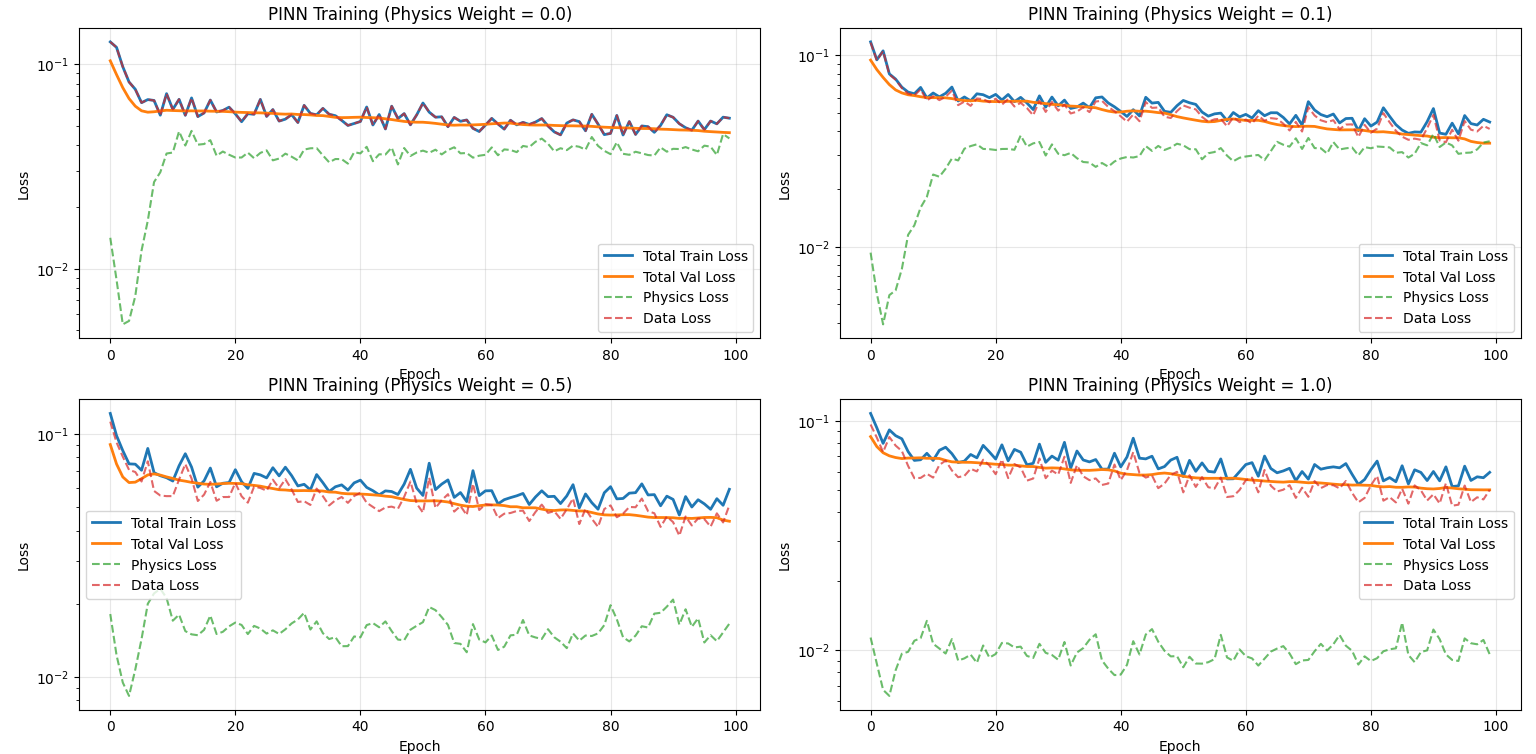 PINN Training (Physics Weight = 0.0)
Loss
10⁻¹
10⁻²
0 20 40 60 80 100
Epoch
Total Train Loss
Total Val Loss
Physics Loss
Data Loss
PINN Training (Physics Weight = 0.1)
Loss
10⁻¹
10⁻²
0 20 40 60 80 100
Epoch
Total Train Loss
Total Val Loss
Physics Loss
Data Loss
PINN Training (Physics Weight = 0.5)
Loss
10⁻¹
10⁻²
0 20 40 60 80 100
Epoch
Total Train Loss
Total Val Loss
Physics Loss
Data Loss
PINN Training (Physics Weight = 1.0)
Loss
10⁻¹
10⁻²
0 20 40 60 80 100
Epoch
Total Train Loss
Total Val Loss
Physics Loss
Data Loss